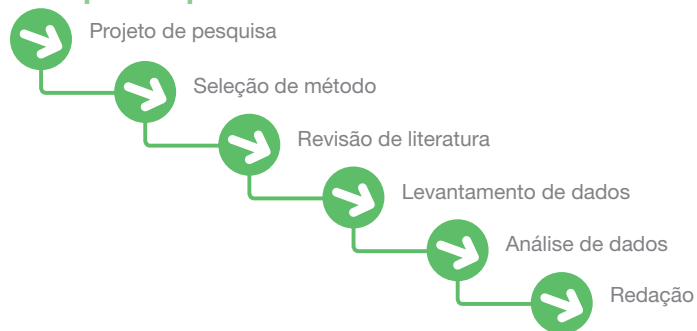 Projeto de pesquisa
Seleção de método
Revisão de literatura
Levantamento de dados
Análise de dados
Redação